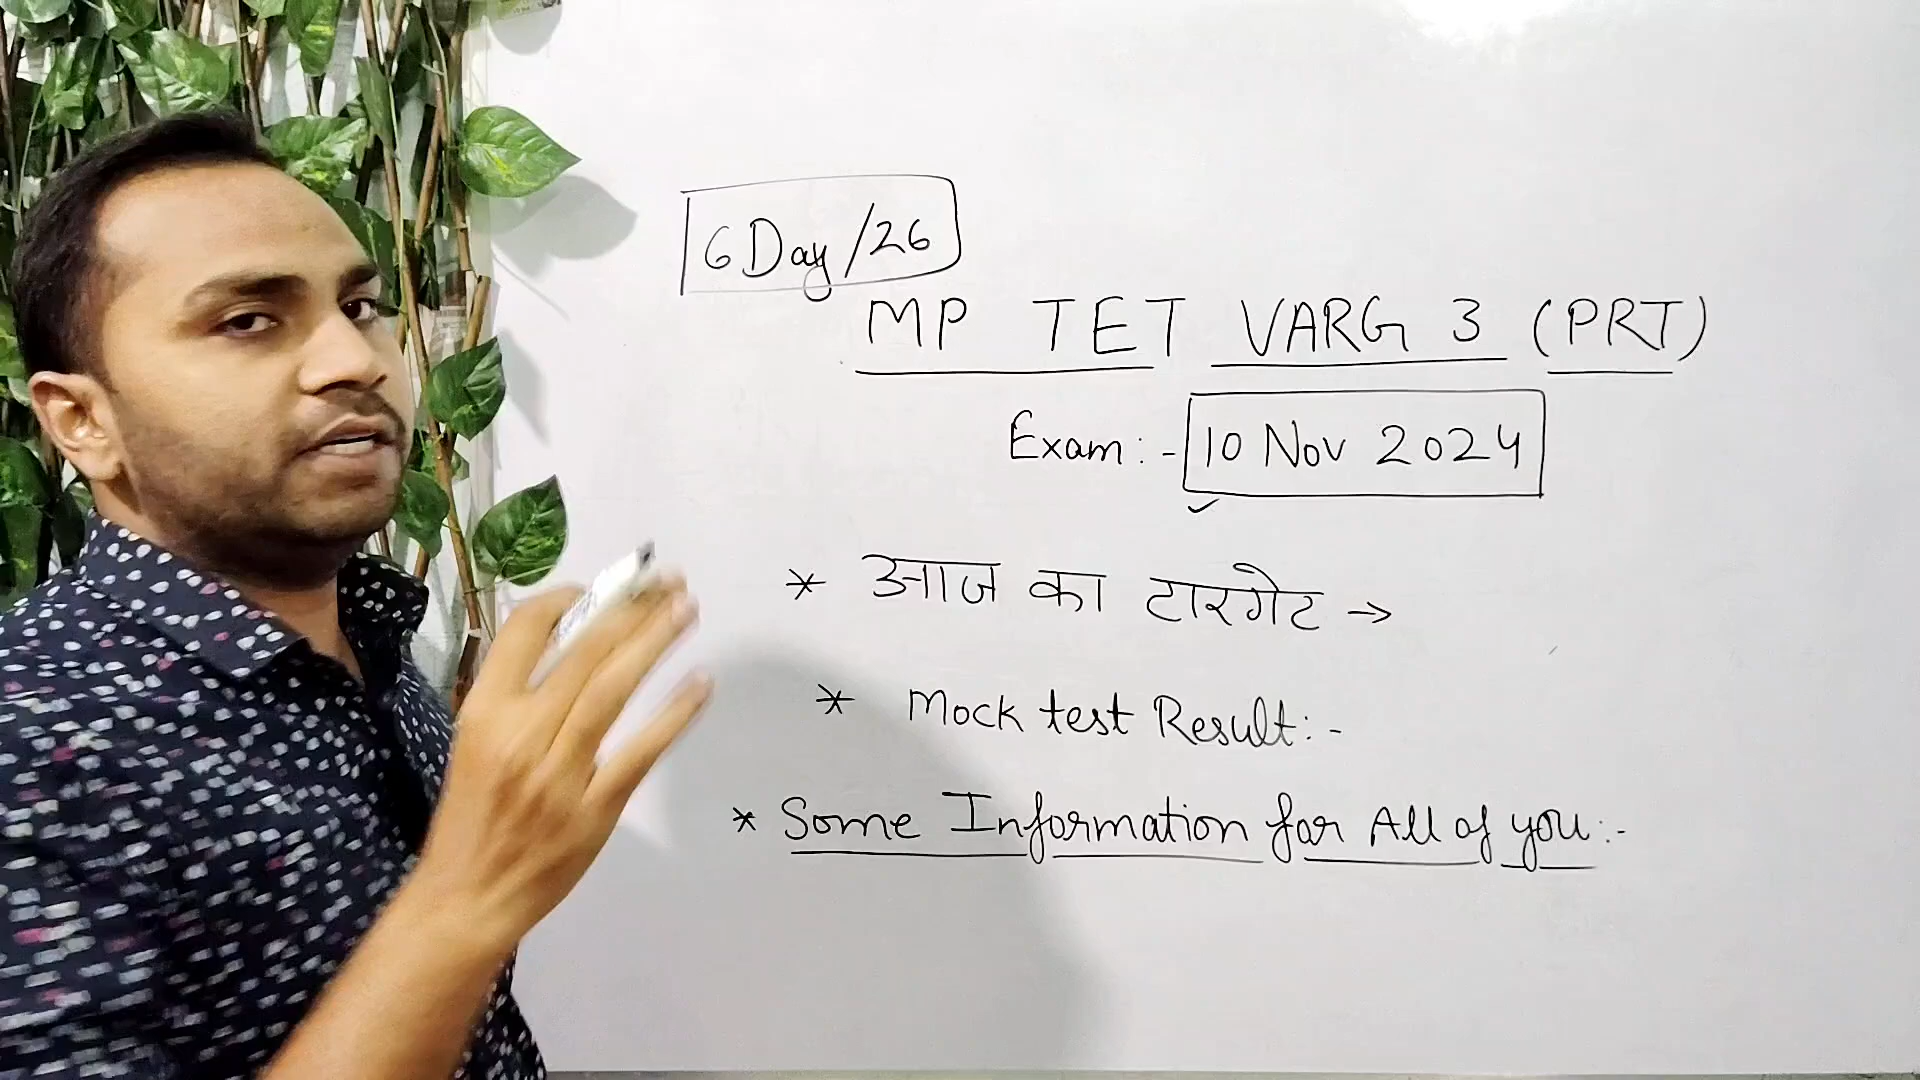 6 Day/26
MP TET VARG 3 (PRT)
Exam:- 10 Nov 2024
* आज का टारगेट →
* Mock test Result:-
* Some Information for All of you:-